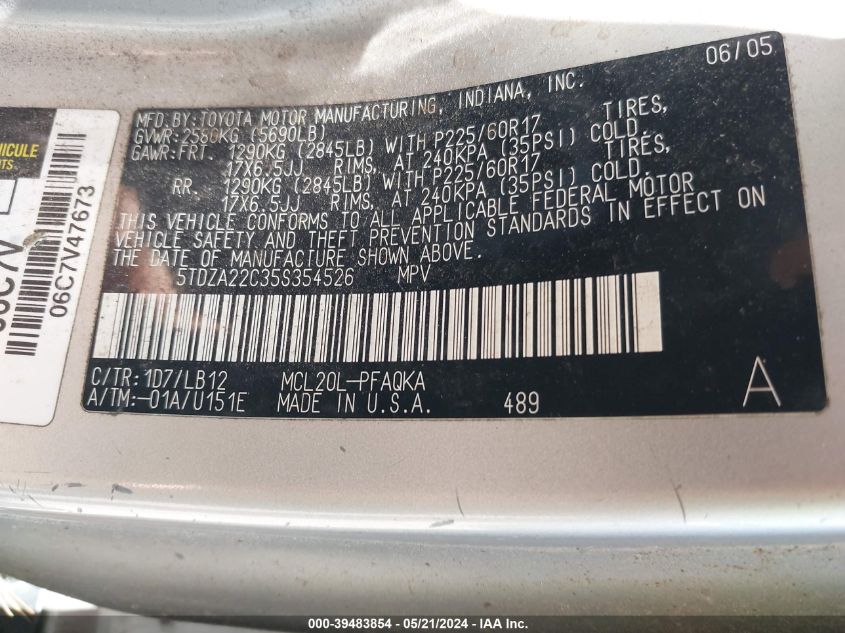 06/05
MFD.BY:TOYOTA MOTOR MANUFACTURING, INDIANA, INC.
GVWR:2580KG (5690LB)
GAWR:FRT. 1290KG (2845LB) WITH P225/60R17 TIRES,
17X6.5JJ RIMS, AT 240KPA (35PSI) COLD.
RR. 1290KG (2845LB) WITH P225/60R17 TIRES,
17X6.5JJ RIMS, AT 240KPA (35PSI) COLD.
THIS VEHICLE CONFORMS TO ALL APPLICABLE FEDERAL MOTOR
VEHICLE SAFETY AND THEFT PREVENTION STANDARDS IN EFFECT ON
THE DATE OF MANUFACTURE SHOWN ABOVE.
5TDZA22C35S354526 MPV
C/TR:1D7/LB12 MCL20L-PFAQKA
A/TM:-01A/U151E MADE IN U.S.A. 489
A
06C7V47673
000-39483854 - 05/21/2024 - IAA Inc.